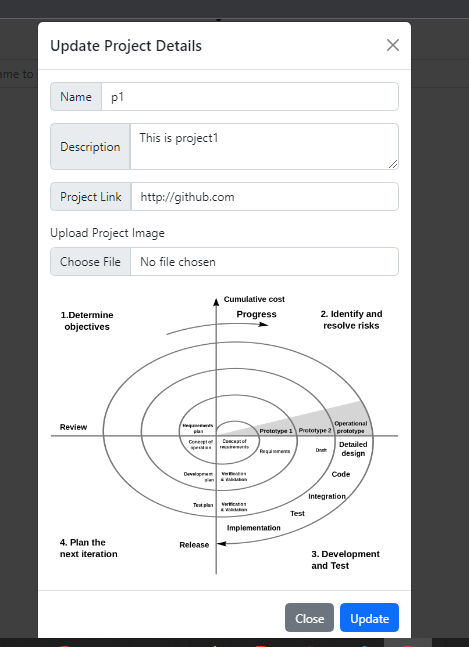 ame to
Update Project Details
Name p1
Description This is project1
Project Link http://github.com
Upload Project Image
Choose File No file chosen
Cumulative cost
Progress
1.Determine
objectives
2. Identify and
resolve risks
Review
Requirements
plan
Prototype 1
Prototype 2
Operational
prototype
Concept of
operation
Concept of
requirements
Requirements
Draft
Detailed
design
Development
plan
Verification
& Validation
Code
Integration
Test plan
Verification
& Validation
Test
Implementation
Release
4. Plan the
next iteration
3. Development
and Test
Close Update